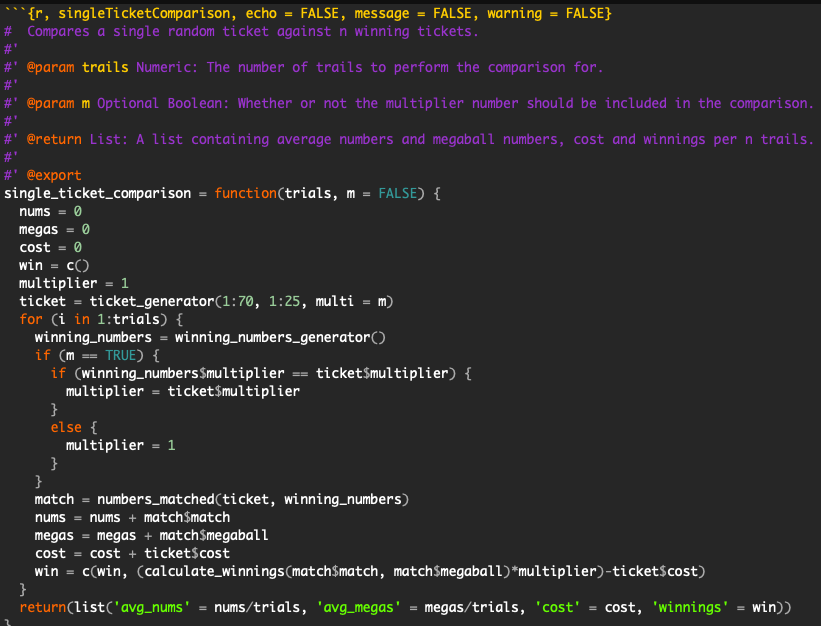 ```{r, singleTicketComparison, echo = FALSE, message = FALSE, warning = FALSE}
#  Compares a single random ticket against n winning tickets.
#'
#' @param trails Numeric: The number of trails to perform the comparison for.
#'
#' @param m Optional Boolean: Whether or not the multiplier number should be included in the comparison.
#'
#' @return List: A list containing average numbers and megaball numbers, cost and winnings per n trails.
#'
#' @export
single_ticket_comparison = function(trials, m = FALSE) {
  nums = 0
  megas = 0
  cost = 0
  win = c()
  multiplier = 1
  ticket = ticket_generator(1:70, 1:25, multi = m)
  for (i in 1:trials) {
    winning_numbers = winning_numbers_generator()
    if (m == TRUE) {
      if (winning_numbers$multiplier == ticket$multiplier) {
        multiplier = ticket$multiplier
      }
      else {
        multiplier = 1
      }
    }
    match = numbers_matched(ticket, winning_numbers)
    nums = nums + match$match
    megas = megas + match$megaball
    cost = cost + ticket$cost
    win = c(win, (calculate_winnings(match$match, match$megaball)*multiplier)-ticket$cost)
  }
  return(list('avg_nums' = nums/trials, 'avg_megas' = megas/trials, 'cost' = cost, 'winnings' = win))
}